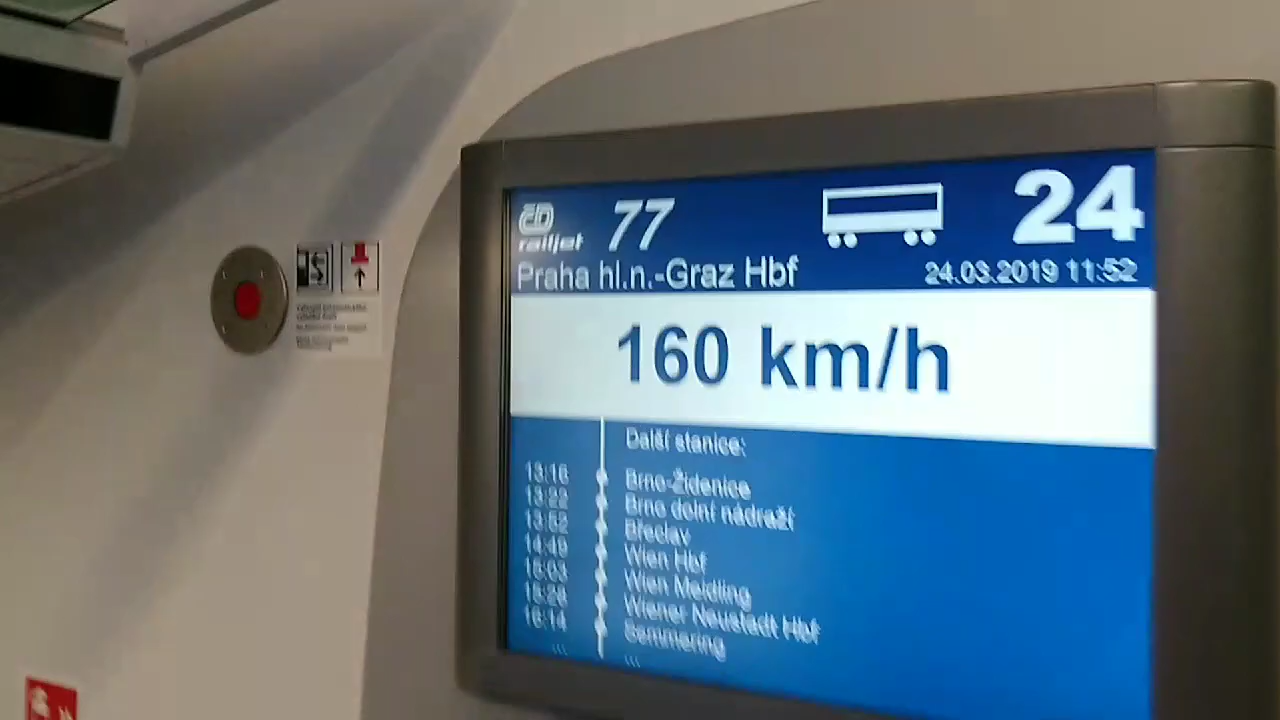 ČD railjet 77 24
Praha hl.n.-Graz Hbf 24.03.2019 11:52
160 km/h
Další stanice:
13:16 Brno-Židenice
13:22 Brno dolní nádraží
13:52 Břeclav
14:49 Wien Hbf
15:03 Wien Meidling
15:28 Wiener Neustadt Hbf
16:14 Semmering
... ...